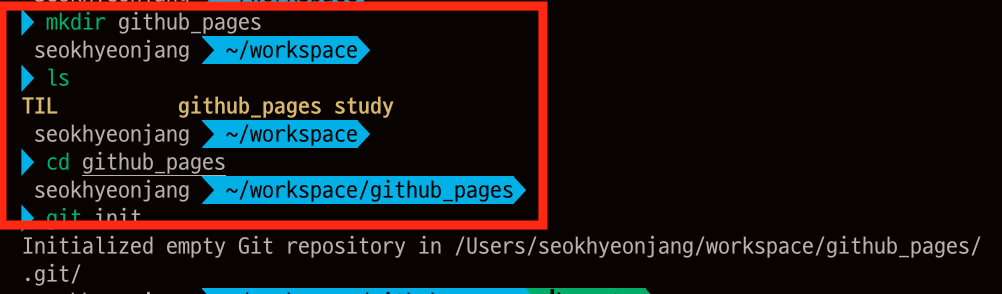 mkdir github_pages
seokhyeonjang ~/workspace
ls
TIL github_pages study
seokhyeonjang ~/workspace
cd github_pages
seokhyeonjang ~/workspace/github_pages
git init
Initialized empty Git repository in /Users/seokhyeonjang/workspace/github_pages/
.git/